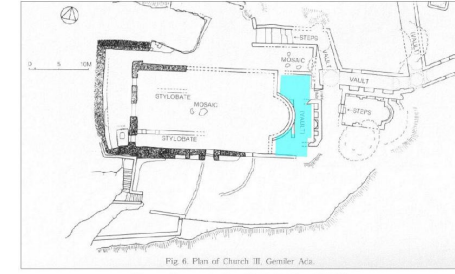 STEPS
MOSAIC
VAULT
VAULT
VAULT
0 5 10M
STYLOBATE
MOSAIC
(VAULT)
STEPS
STYLOBATE
Fig. 6. Plan of Church III, Gemiler Ada.